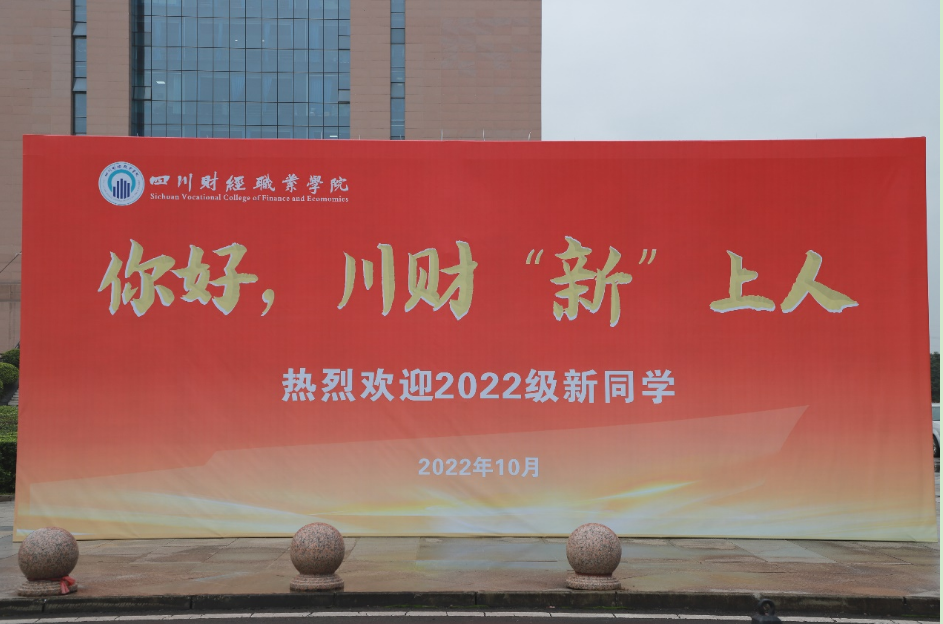 四川财經職業學院
Sichuan Vocational College of Finance and Economics
你好，川财“新”上人
热烈欢迎2022级新同学
2022年10月